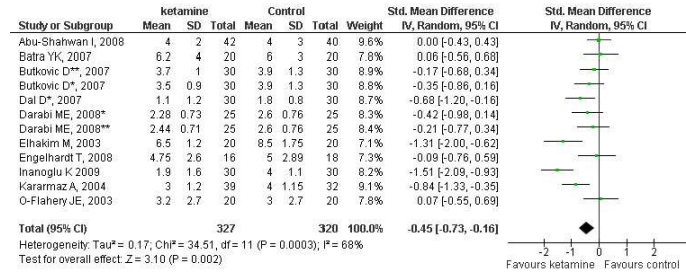 ketamine Control Std. Mean Difference Std. Mean Difference
Study or Subgroup Mean SD Total Mean SD Total Weight IV, Random, 95% CI IV, Random, 95% CI
Abu-Shahwan I, 2008 4 2 42 4 3 40 9.6% 0.00 (-0.43, 0.43)
Batra YK, 2007 6.2 4 20 6 3 20 7.8% 0.06 (-0.56, 0.68)
Butkovic D**, 2007 3.7 1 30 3.9 1.3 30 8.9% -0.17 (-0.68, 0.34)
Butkovic D*, 2007 3.5 0.9 30 3.9 1.3 30 8.9% -0.35 (-0.86, 0.16)
Dal D*, 2007 1.1 1.2 30 1.8 0.8 30 8.8% -0.68 (-1.20, -0.16)
Darabi ME, 2008* 2.28 0.73 25 2.6 0.76 25 8.4% -0.42 (-0.98, 0.14)
Darabi ME, 2008** 2.44 0.71 25 2.6 0.76 25 8.5% -0.21 (-0.77, 0.34)
Elhakim M, 2003 6.5 1.2 20 8.5 1.75 20 7.2% -1.31 (-2.00, -0.62)
Engelhardt T, 2008 4.75 2.6 16 5 2.89 18 7.4% -0.09 (-0.76, 0.59)
Inanoglu K 2009 1.9 1.6 30 4 1.1 30 8.3% -1.51 (-2.09, -0.93)
Kararmaz A, 2004 3 1.2 39 4 1.15 32 9.2% -0.84 (-1.33, -0.35)
O-Flahery JE, 2003 3.2 2.7 20 3 2.7 20 7.8% 0.07 (-0.55, 0.69)
Total (95% CI) 327 320 100.0% -0.45 (-0.73, -0.16)
Heterogeneity: Tau² = 0.17; Chi² = 34.51, df = 11 (P = 0.0003); I² = 68%
Test for overall effect: Z = 3.10 (P = 0.002)
-4 -2 0 2 4
Favours ketamine Favours control